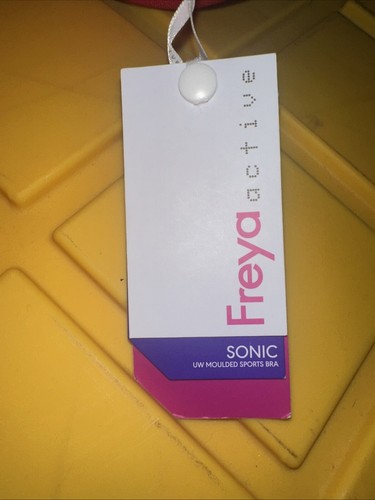 Freya active
SONIC
UW MOULDED SPORTS BRA